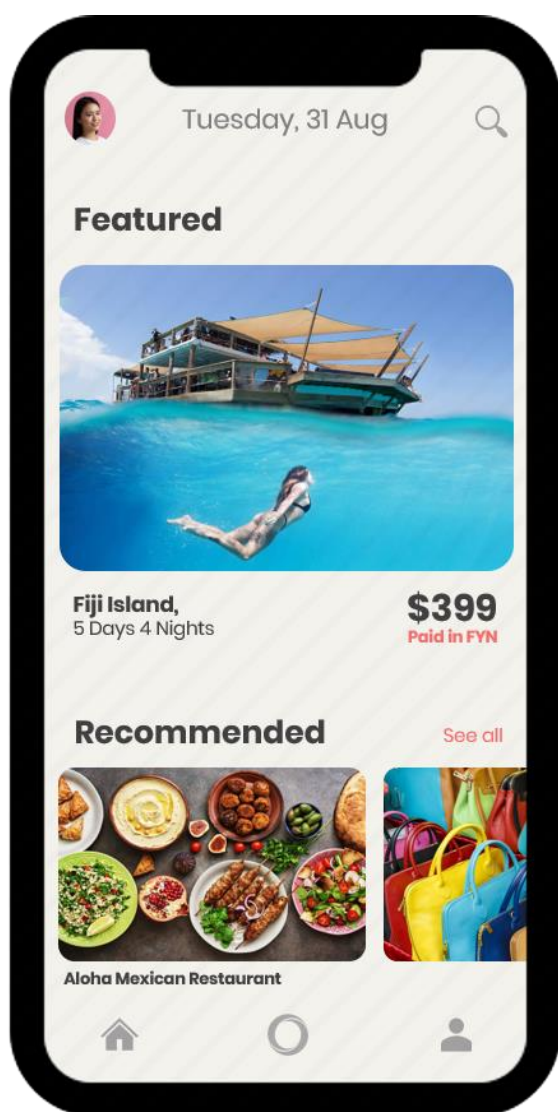 Tuesday, 31 Aug
Featured
Fiji Island,
5 Days 4 Nights
$399
Paid in FYN
Recommended
See all
Aloha Mexican Restaurant